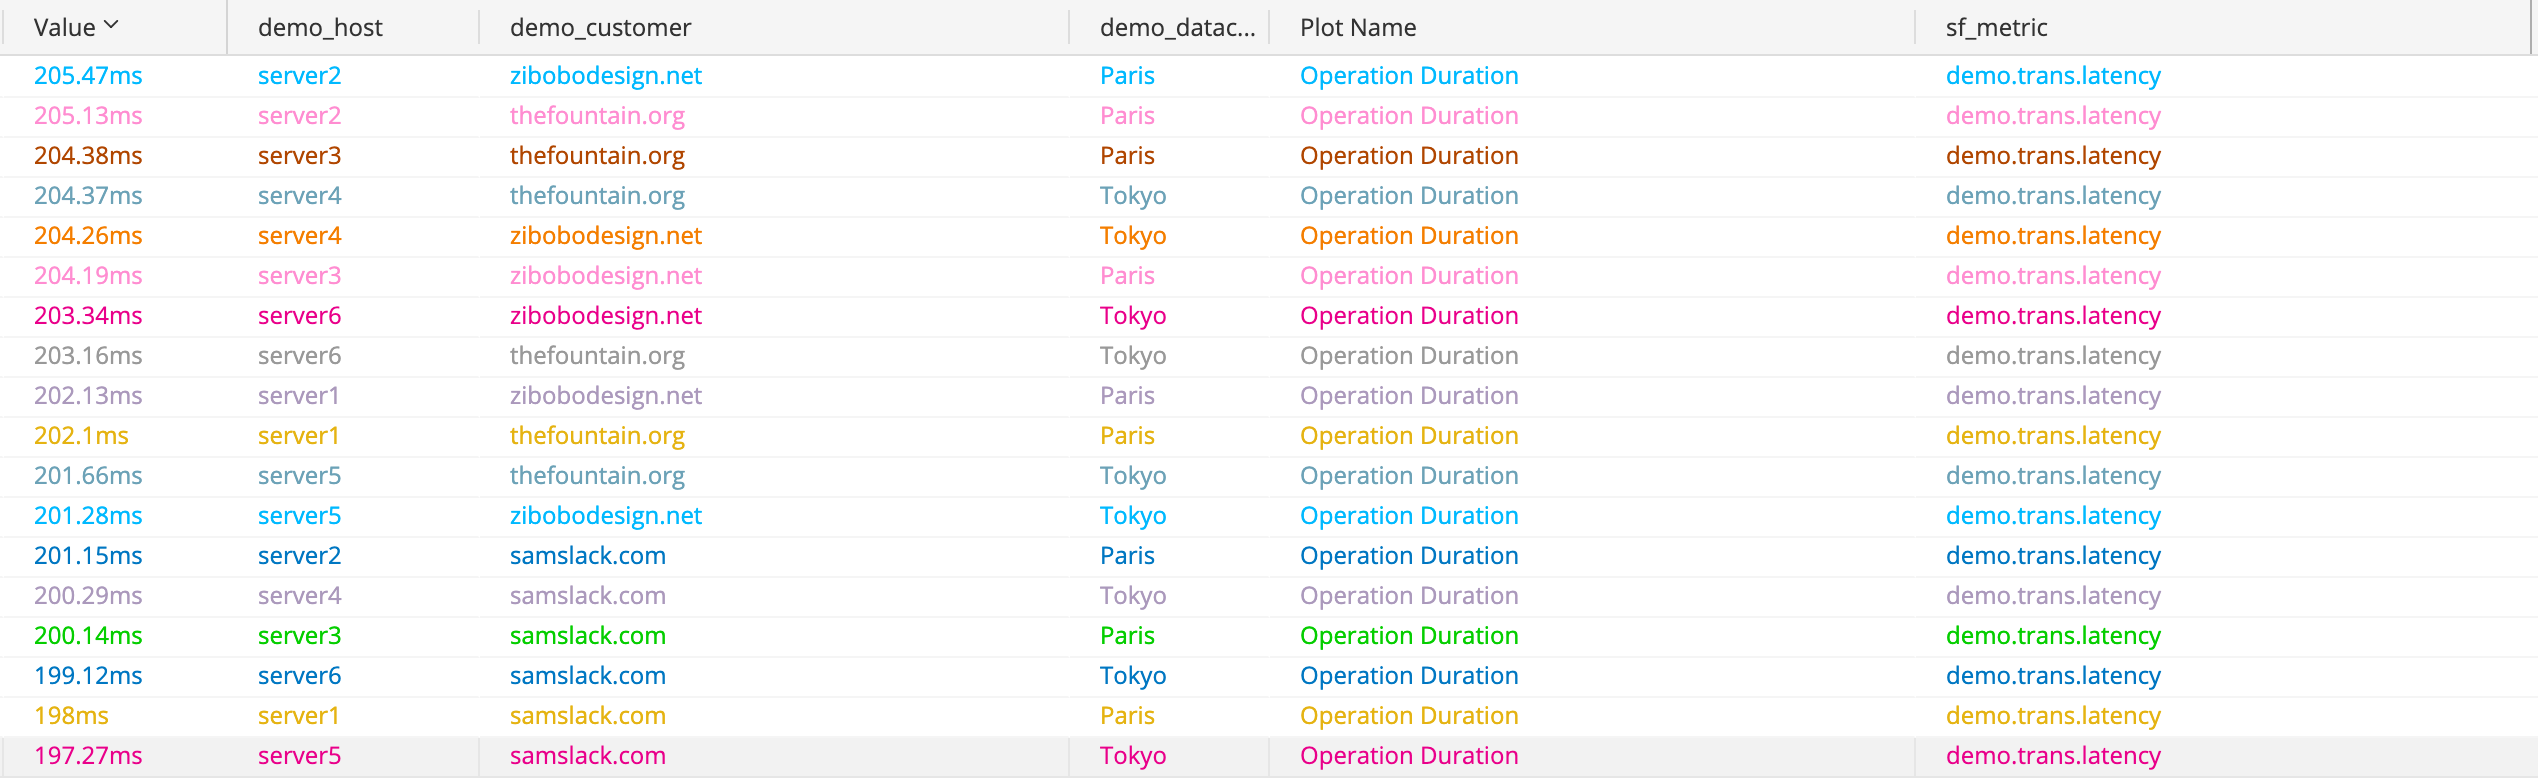 Value demo_host demo_customer demo_datac... Plot Name sf_metric
205.47ms server2 zibobodesign.net Paris Operation Duration demo.trans.latency
205.13ms server2 thefountain.org Paris Operation Duration demo.trans.latency
204.38ms server3 thefountain.org Paris Operation Duration demo.trans.latency
204.37ms server4 thefountain.org Tokyo Operation Duration demo.trans.latency
204.26ms server4 zibobodesign.net Tokyo Operation Duration demo.trans.latency
204.19ms server3 zibobodesign.net Paris Operation Duration demo.trans.latency
203.34ms server6 zibobodesign.net Tokyo Operation Duration demo.trans.latency
203.16ms server6 thefountain.org Tokyo Operation Duration demo.trans.latency
202.13ms server1 zibobodesign.net Paris Operation Duration demo.trans.latency
202.1ms server1 thefountain.org Paris Operation Duration demo.trans.latency
201.66ms server5 thefountain.org Tokyo Operation Duration demo.trans.latency
201.28ms server5 zibobodesign.net Tokyo Operation Duration demo.trans.latency
201.15ms server2 samslack.com Paris Operation Duration demo.trans.latency
200.29ms server4 samslack.com Tokyo Operation Duration demo.trans.latency
200.14ms server3 samslack.com Paris Operation Duration demo.trans.latency
199.12ms server6 samslack.com Tokyo Operation Duration demo.trans.latency
198ms server1 samslack.com Paris Operation Duration demo.trans.latency
197.27ms server5 samslack.com Tokyo Operation Duration demo.trans.latency